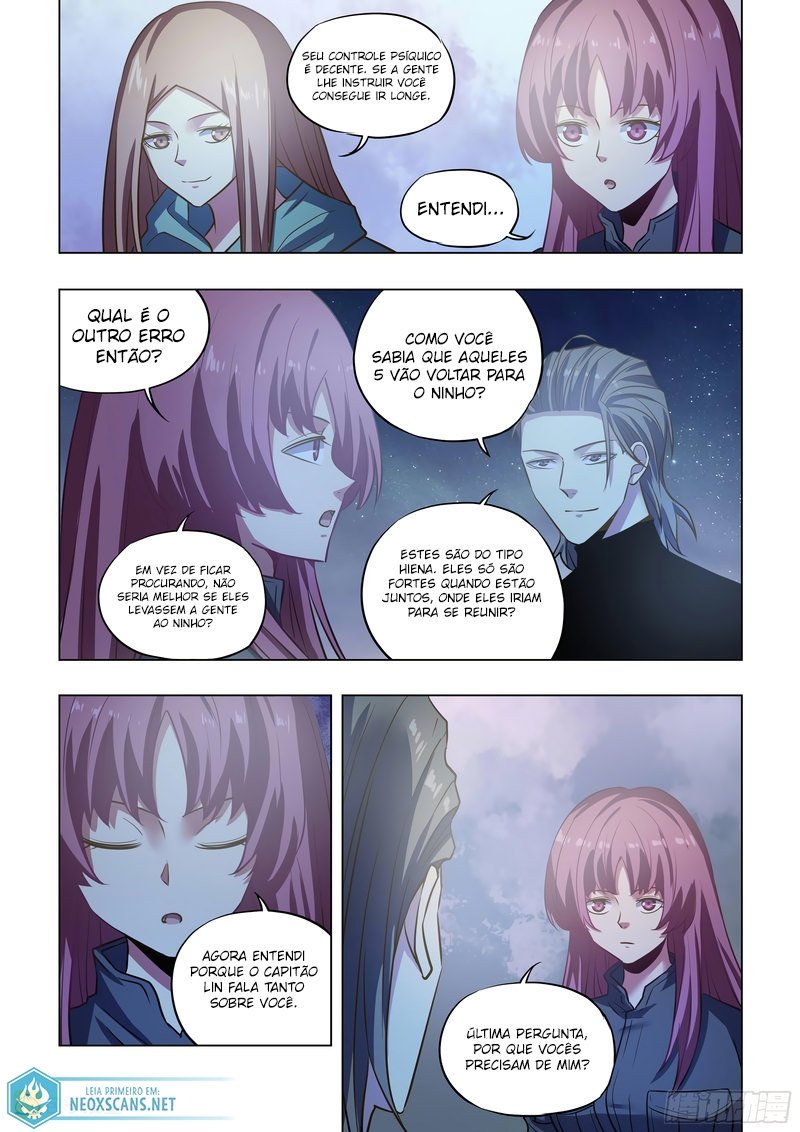 SEU CONTROLE PSÍQUICO
É DECENTE. SE A GENTE
LHE INSTRUIR VOCÊ
CONSEGUE IR LONGE.
ENTENDI...
QUAL É O
OUTRO ERRO
ENTÃO?
COMO VOCÊ
SABIA QUE AQUELES
5 VÃO VOLTAR PARA
O NINHO?
EM VEZ DE FICAR
PROCURANDO, NÃO
SERIA MELHOR SE ELES
LEVASSEM A GENTE
AO NINHO?
ESTES SÃO DO TIPO
HIENA. ELES SÓ SÃO
FORTES QUANDO ESTÃO
JUNTOS, ONDE ELES IRIAM
PARA SE REUNIR?
AGORA ENTENDI
PORQUE O CAPITÃO
LIN FALA TANTO
SOBRE VOCÊ.
ÚLTIMA PERGUNTA,
POR QUE VOCÊS
PRECISAM DE MIM?
LEIA PRIMEIRO EM:
NEOXSCANS.NET
腾讯动漫